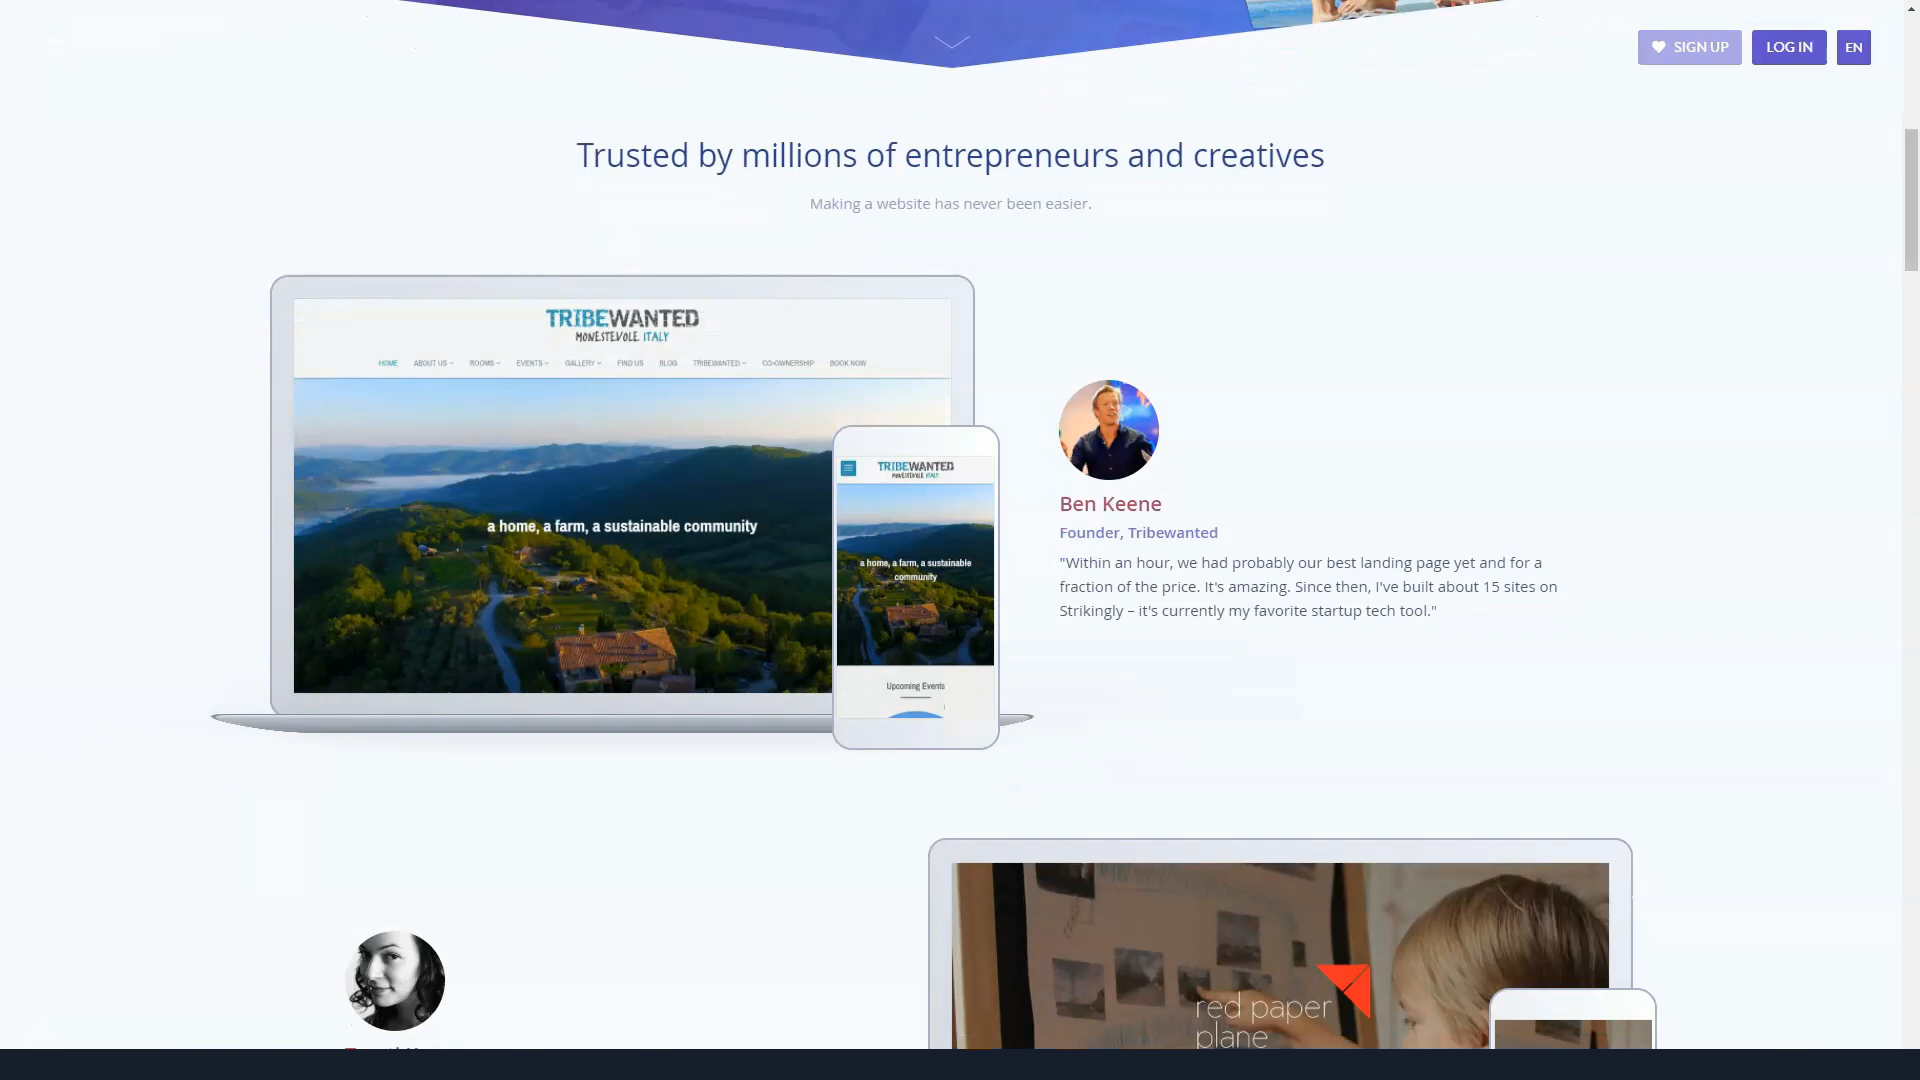 SIGN UP
LOG IN
EN
Trusted by millions of entrepreneurs and creatives
Making a website has never been easier.
TRIBEWANTED
MONESTEVOLE ITALY
HOME ABOUT US ROOMS EVENTS GALLERY FIND US BLOG TRIBEWANTED CO-OWNERSHIP BOOK NOW
a home, a farm, a sustainable community
TRIBEWANTED
MONESTEVOLE ITALY
a home, a farm, a sustainable
community
Upcoming Events
Ben Keene
Founder, Tribewanted
"Within an hour, we had probably our best landing page yet and for a
fraction of the price. It's amazing. Since then, I've built about 15 sites on
Strikingly – it's currently my favorite startup tech tool."
red paper
plane